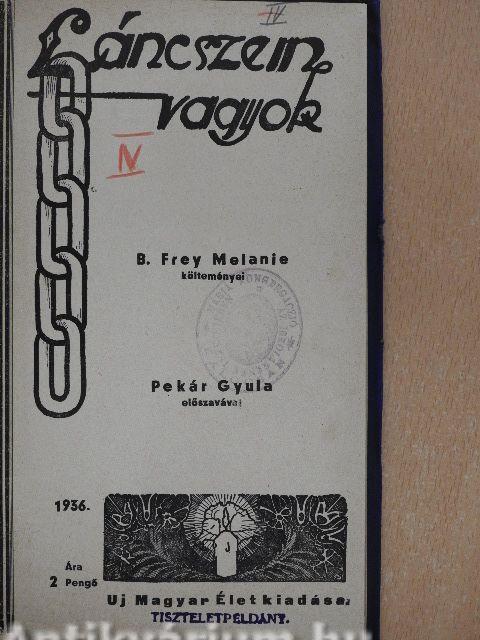 IV
Láncszem
vagyok
IV
B. Frey Melanie
költeményei
Pekár Gyula
előszavával
1936.
Ára
2 Pengő
Uj Magyar Élet kiadása.
TISZTELETPÉLDÁNY.